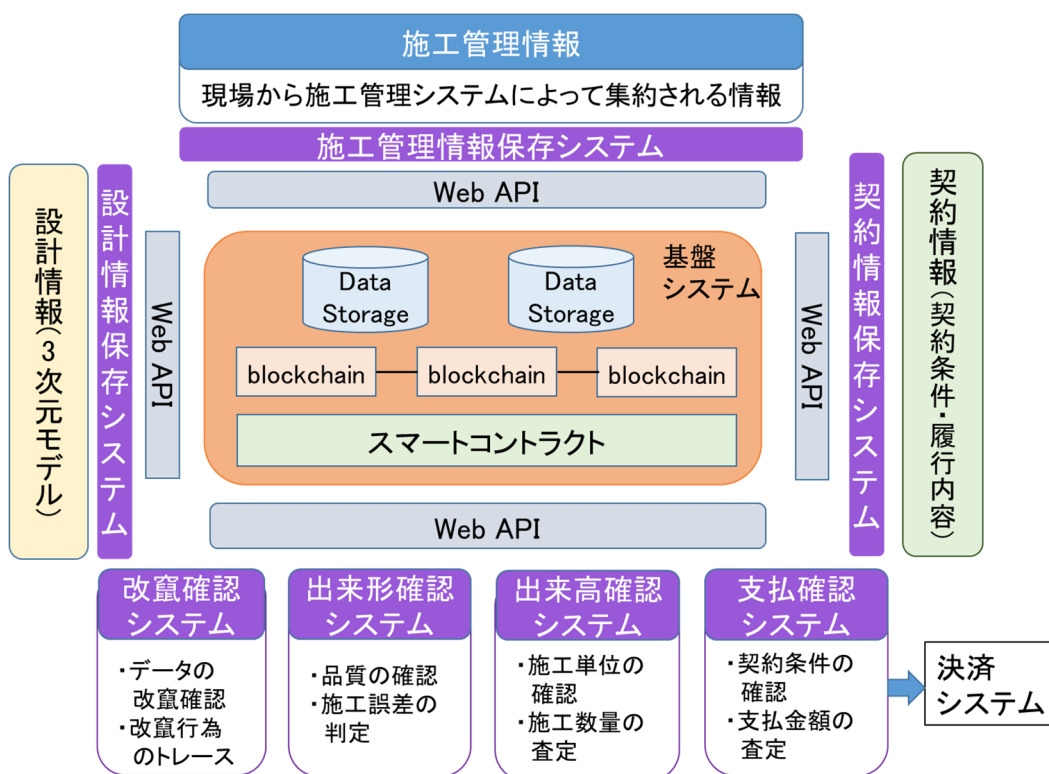 施工管理情報
現場から施工管理システムによって集約される情報
施工管理情報保存システム
Web API
設計情報(3次元モデル)
設計情報保存システム
Web API
基盤
システム
Data
Storage
Data
Storage
blockchain
blockchain
blockchain
スマートコントラクト
Web API
契約情報保存システム
契約情報(契約条件・履行内容)
Web API
改竄確認
システム
・データの
改竄確認
・改竄行為
のトレース
出来形確認
システム
・品質の確認
・施工誤差の
判定
出来高確認
システム
・施工単位の
確認
・施工数量の
査定
支払確認
システム
・契約条件の
確認
・支払金額の
査定
決済
システム